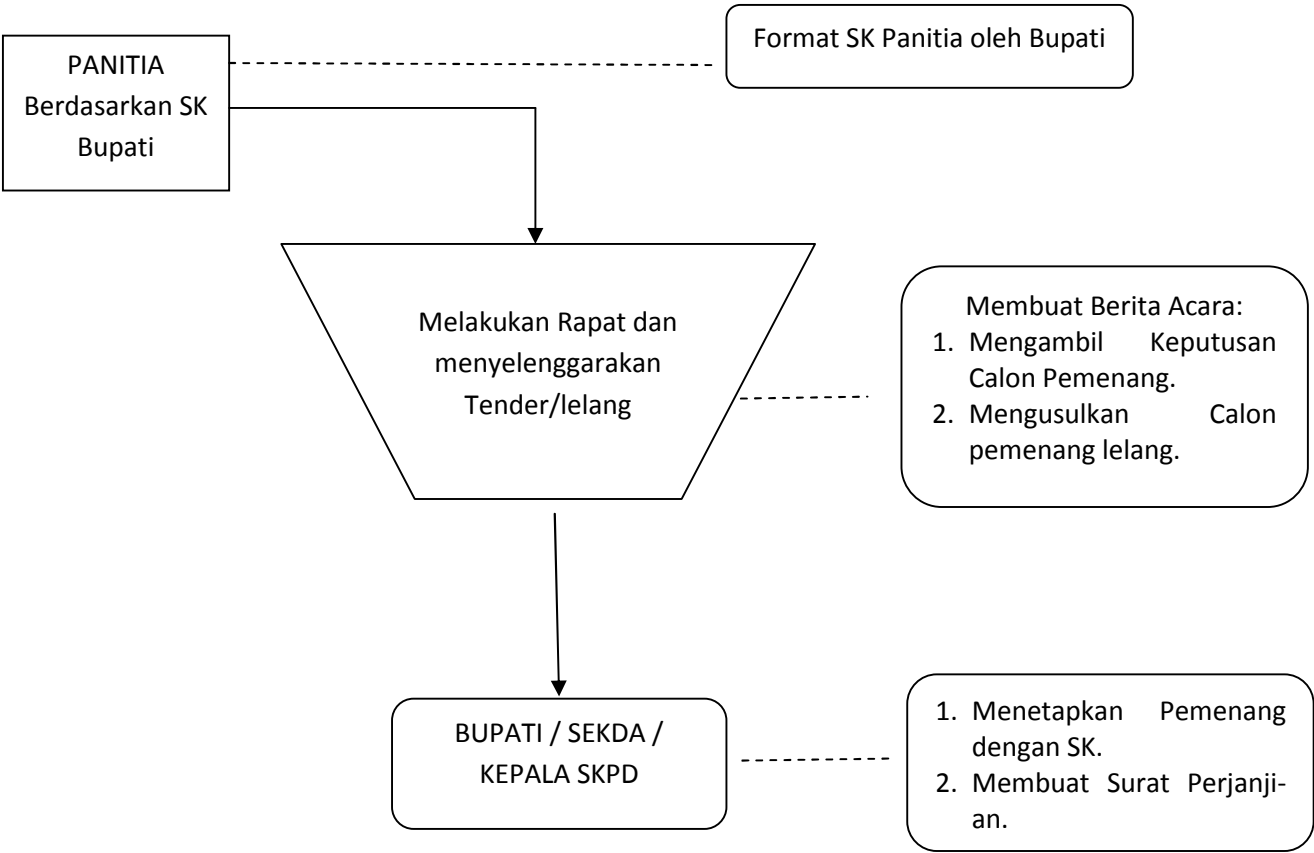 Format SK Panitia oleh Bupati
PANITIA
Berdasarkan SK
Bupati
Melakukan Rapat dan
menyelenggarakan
Tender/lelang
Membuat Berita Acara:
1. Mengambil Keputusan
Calon Pemenang.
2. Mengusulkan Calon
pemenang lelang.
BUPATI / SEKDA /
KEPALA SKPD
1. Menetapkan Pemenang
dengan SK.
2. Membuat Surat Perjanji-
an.